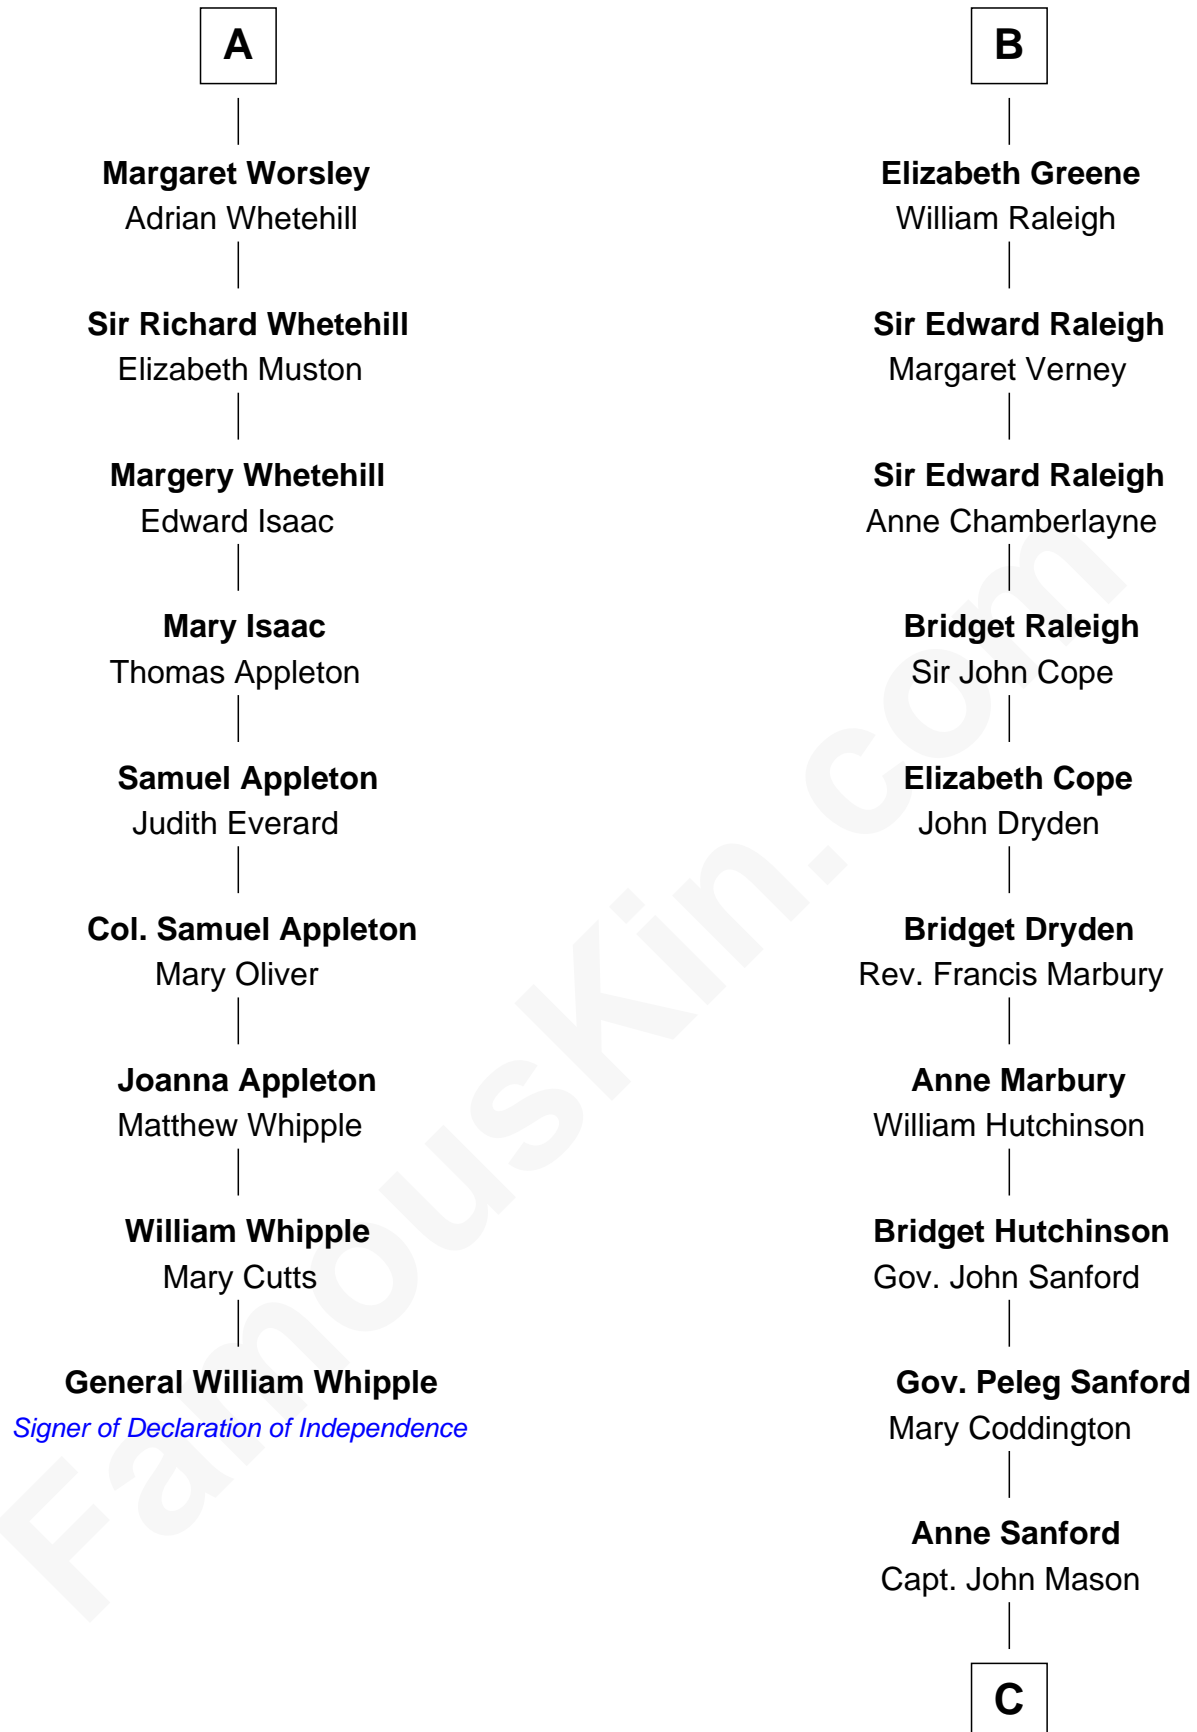 A
Margaret Worsley
Adrian Whetehill
Sir Richard Whetehill
Elizabeth Muston
Margery Whetehill
Edward Isaac
Mary Isaac
Thomas Appleton
Samuel Appleton
Judith Everard
Col. Samuel Appleton
Mary Oliver
Joanna Appleton
Matthew Whipple
William Whipple
Mary Cutts
General William Whipple
Signer of Declaration of Independence
B
Elizabeth Greene
William Raleigh
Sir Edward Raleigh
Margaret Verney
Sir Edward Raleigh
Anne Chamberlayne
Bridget Raleigh
Sir John Cope
Elizabeth Cope
John Dryden
Bridget Dryden
Rev. Francis Marbury
Anne Marbury
William Hutchinson
Bridget Hutchinson
Gov. John Sanford
Gov. Peleg Sanford
Mary Coddington
Anne Sanford
Capt. John Mason
C
FamousKin.com